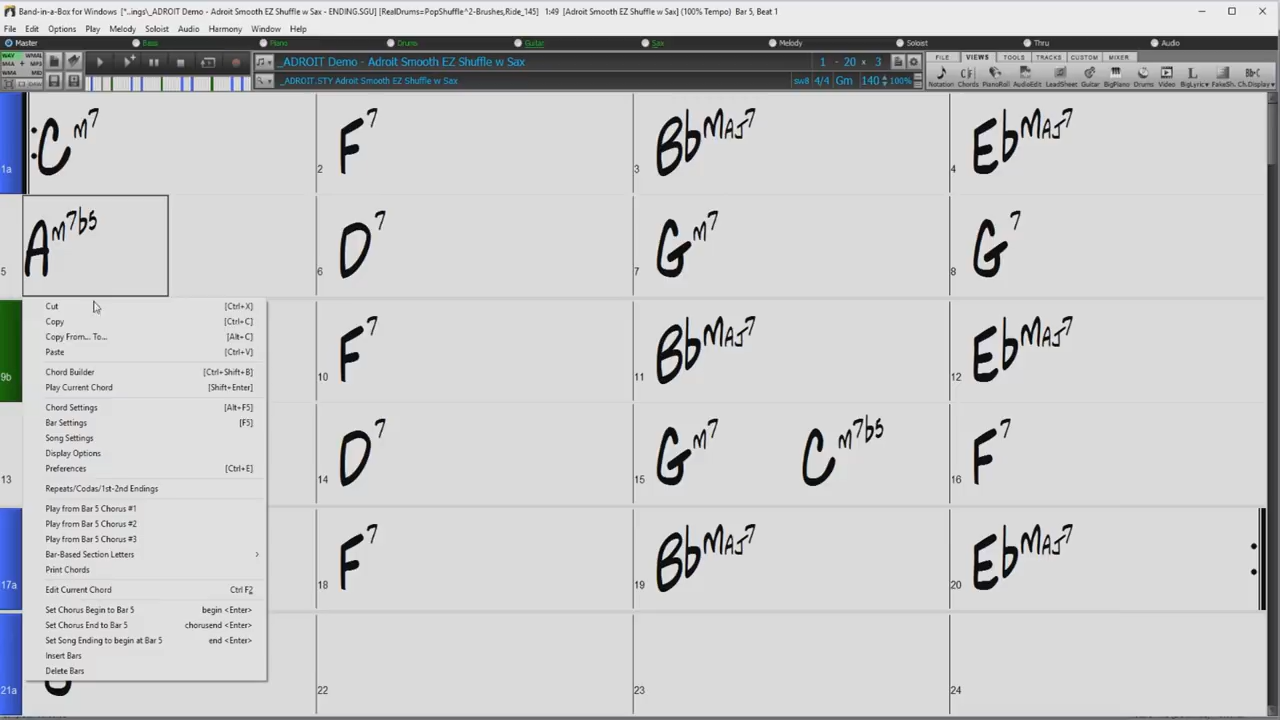 Band-in-a-Box for Windows [*...ings\_ADROIT Demo - Adroit Smooth EZ Shuffle w Sax - ENDING.SGU] [RealDrums=PopShuffle^2-Brushes,Ride_145] 1:49 [Adroit Smooth EZ Shuffle w Sax] (100% Tempo) Bar 5, Beat 1
File Edit Options Play Melody Soloist Audio Harmony Window Help
Master Bass Piano Drums Guitar Sax Melody Soloist Thru Audio
_ADROIT Demo - Adroit Smooth EZ Shuffle w Sax 1 - 20 x 3 FILE VIEWS TOOLS TRACKS CUSTOM MIXER
_ADROIT.STY Adroit Smooth EZ Shuffle w Sax sw8 4/4 Gm 140 100%
Notation Chords PianoRoll AudioEdit LeadSheet Guitar BigPiano Drums Video BigLyric FakeSh. Ch.Display
1a Cm7 2 F7 3 BbMAJ7 4 EbMAJ7
5 Am7b5 6 D7 7 Gm7 8 G7
9b 10 F7 11 BbMAJ7 12 EbMAJ7
13 14 D7 15 Gm7 Cm7b5 16 F7
17a 18 F7 19 BbMAJ7 20 EbMAJ7
21a 22 23 24
Cut [Ctrl+X]
Copy [Ctrl+C]
Copy From... To... [Alt+C]
Paste [Ctrl+V]
Chord Builder [Ctrl+Shift+B]
Play Current Chord [Shift+Enter]
Chord Settings [Alt+F5]
Bar Settings [F5]
Song Settings
Display Options
Preferences [Ctrl+E]
Repeats/Codas/1st-2nd Endings
Play from Bar 5 Chorus #1
Play from Bar 5 Chorus #2
Play from Bar 5 Chorus #3
Bar-Based Section Letters
Print Chords
Edit Current Chord Ctrl F2
Set Chorus Begin to Bar 5 begin <Enter>
Set Chorus End to Bar 5 chorusend <Enter>
Set Song Ending to begin at Bar 5 end <Enter>
Insert Bars
Delete Bars